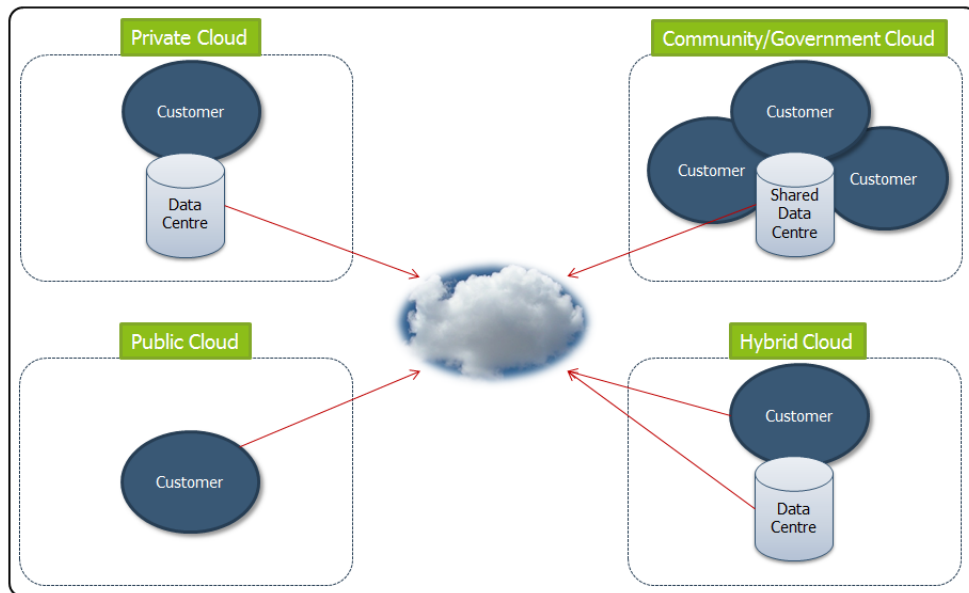 Private Cloud
Customer
Data
Centre
Community/Government Cloud
Customer
Customer
Customer
Shared
Data
Centre
Public Cloud
Customer
Hybrid Cloud
Customer
Data
Centre